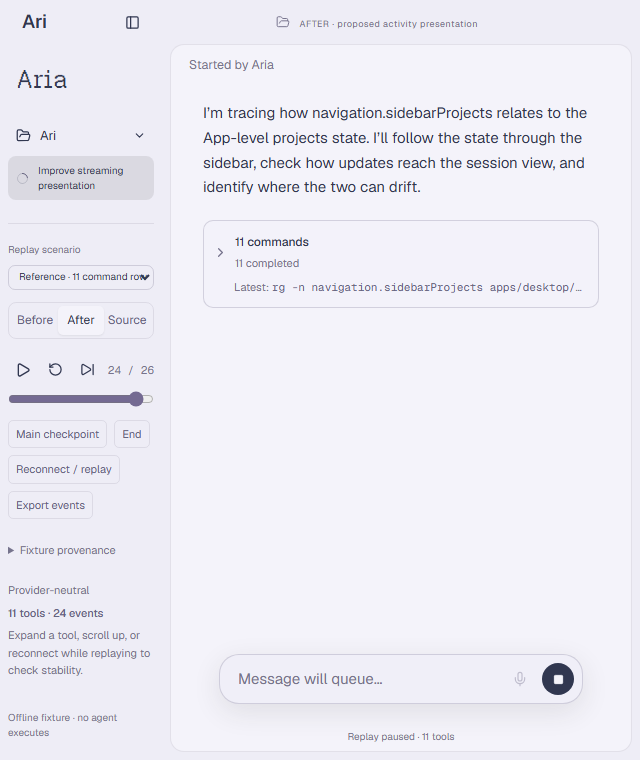 Ari
AFTER · proposed activity presentation
Started by Aria
Aria
Ari
Improve streaming
presentation
Replay scenario
Reference · 11 command
Before After Source
24 / 26
Main checkpoint
End
Reconnect / replay
Export events
Fixture provenance
Provider-neutral
11 tools · 24 events
Expand a tool, scroll up, or
reconnect while replaying to
check stability.
Offline fixture · no agent
executes
I’m tracing how navigation.sidebarProjects relates to the
App-level projects state. I’ll follow the state through the
sidebar, check how updates reach the session view, and
identify where the two can drift.
11 commands
11 completed
Latest: rg -n navigation.sidebarProjects apps/desktop/…
Message will queue…
Replay paused · 11 tools